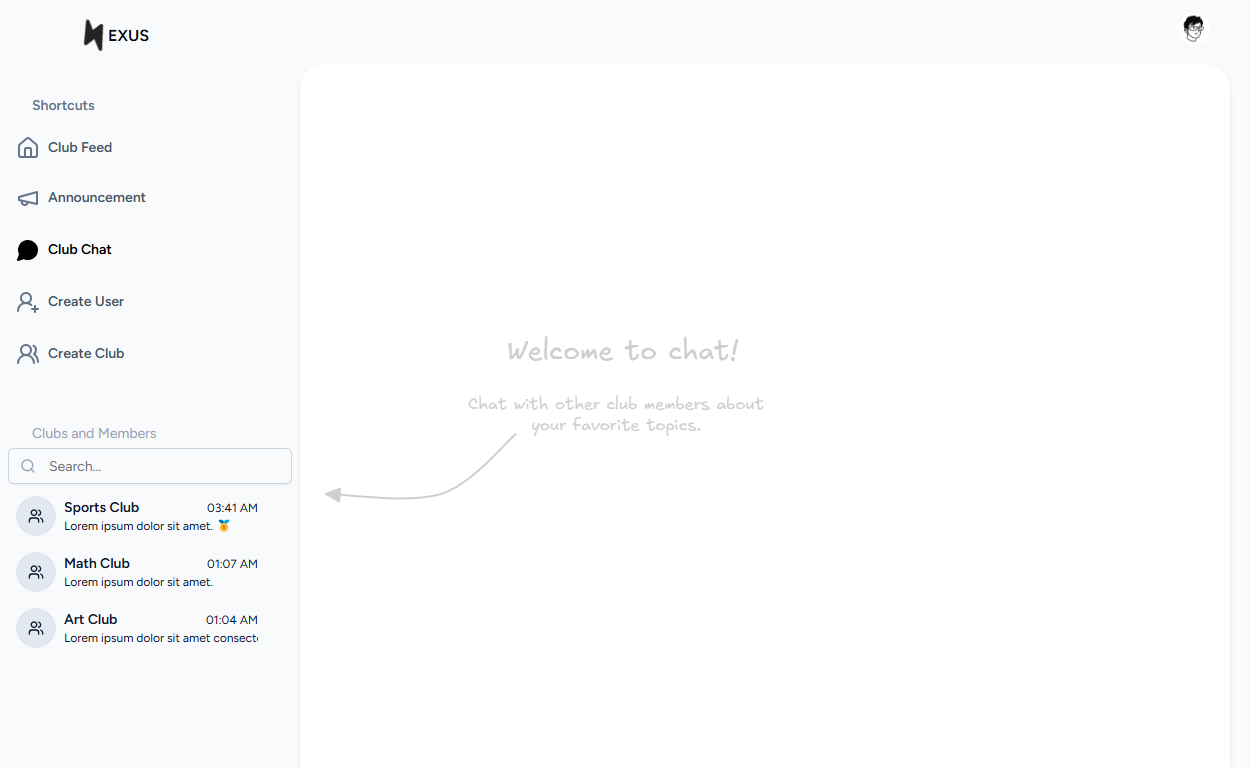 EXUS
Shortcuts
Club Feed
Announcement
Club Chat
Create User
Create Club
Clubs and Members
Search...
Sports Club 03:41 AM
Lorem ipsum dolor sit amet. 🏅
Math Club 01:07 AM
Lorem ipsum dolor sit amet.
Art Club 01:04 AM
Lorem ipsum dolor sit amet consect
Welcome to chat!
Chat with other club members about
your favorite topics.